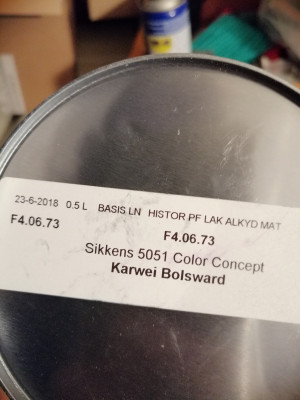 23-6-2018 0.5 L BASIS LN HISTOR PF LAK ALKYD MAT
F4.06.73
F4.06.73
Sikkens 5051 Color Concept
Karwei Bolsward